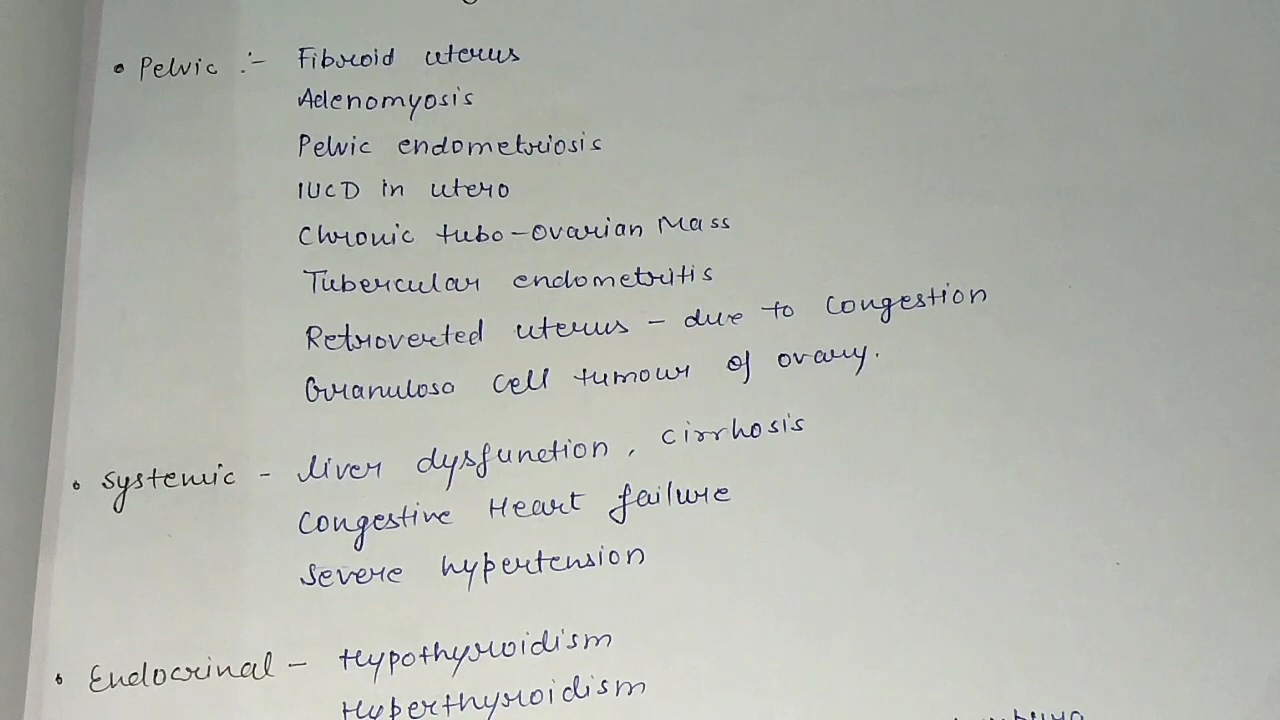 • Pelvic :- Fibroid uterus
Adenomyosis
Pelvic endometriosis
IUCD in utero
Chronic tubo-ovarian Mass
Tubercular endometritis
Retroverted uterus - due to congestion
Granulosa cell tumour of ovary.
• Systemic - liver dysfunction, cirrhosis
Congestive Heart failure
Severe hypertension
• Endocrinal - Hypothyroidism
Hyperthyroidism